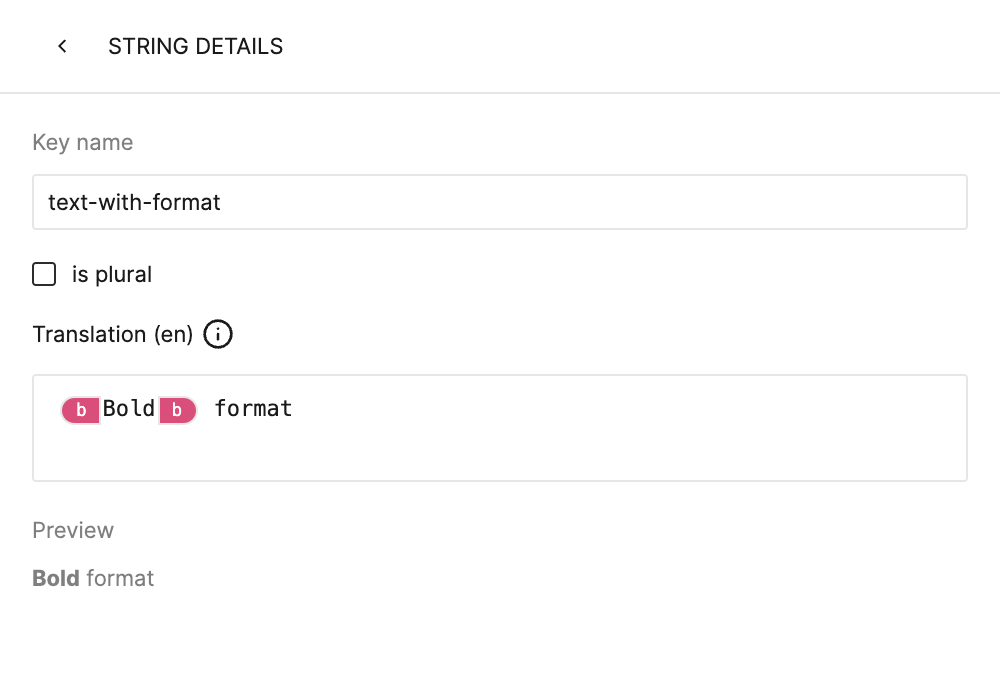 STRING DETAILS
Key name
text-with-format
is plural
Translation (en)
b Bold b format
Preview
Bold format